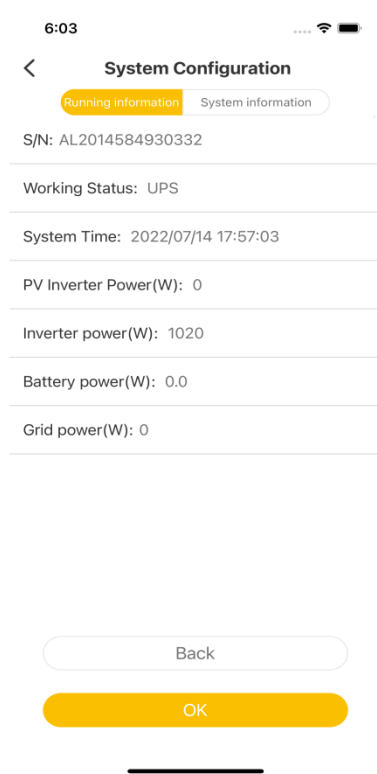 6:03
System Configuration
Running information System information
S/N: AL2014584930332
Working Status: UPS
System Time: 2022/07/14 17:57:03
PV Inverter Power(W): 0
Inverter power(W): 1020
Battery power(W): 0.0
Grid power(W): 0
Back
OK